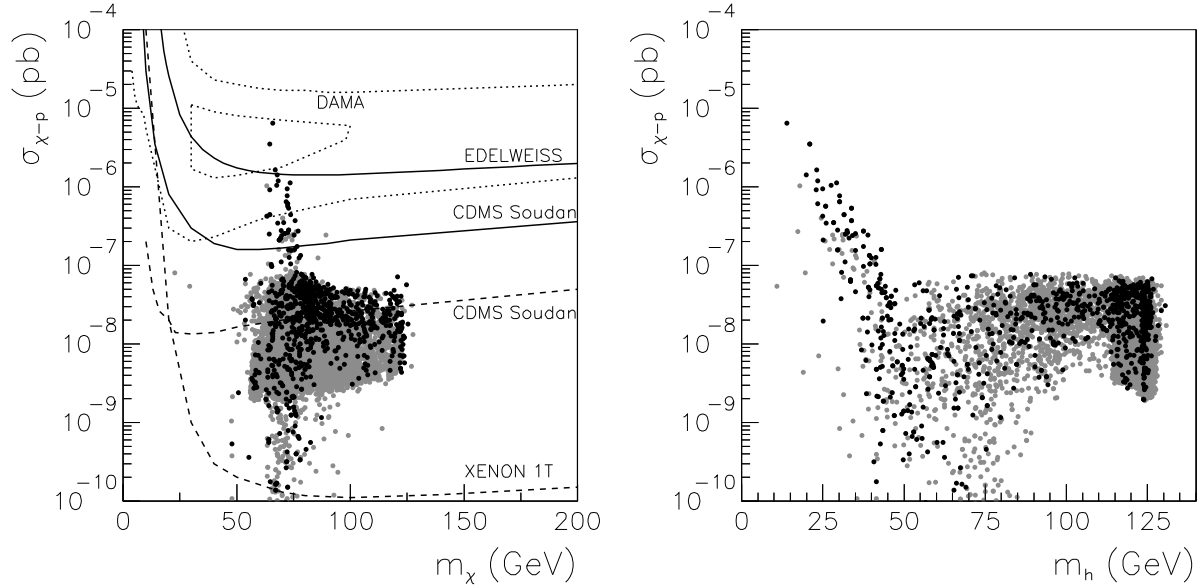 σχ-p (pb)
10⁻⁴
10⁻⁵
10⁻⁶
10⁻⁷
10⁻⁸
10⁻⁹
10⁻¹⁰
DAMA
EDELWEISS
CDMS Soudan
CDMS Soudan
XENON 1T
0 50 100 150 200
mχ (GeV)
σχ-p (pb)
10⁻⁴
10⁻⁵
10⁻⁶
10⁻⁷
10⁻⁸
10⁻⁹
10⁻¹⁰
0 25 50 75 100 125
mh (GeV)